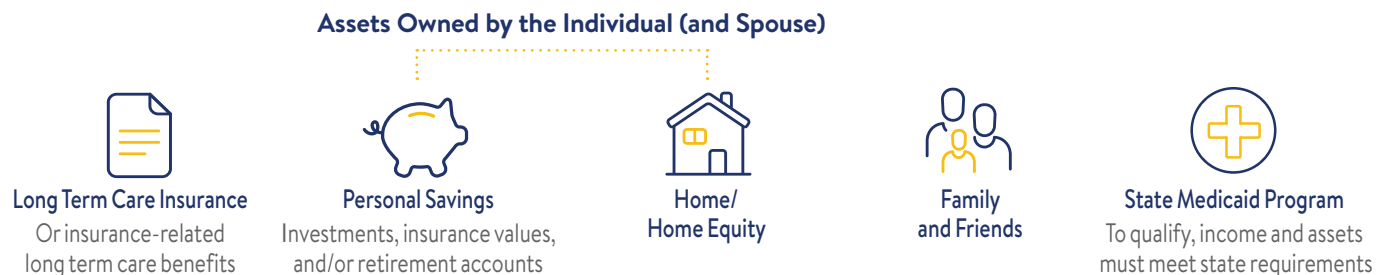 Assets Owned by the Individual (and Spouse)
Long Term Care Insurance
Or insurance-related
long term care benefits
Personal Savings
Investments, insurance values,
and/or retirement accounts
Home/
Home Equity
Family
and Friends
State Medicaid Program
To qualify, income and assets
must meet state requirements